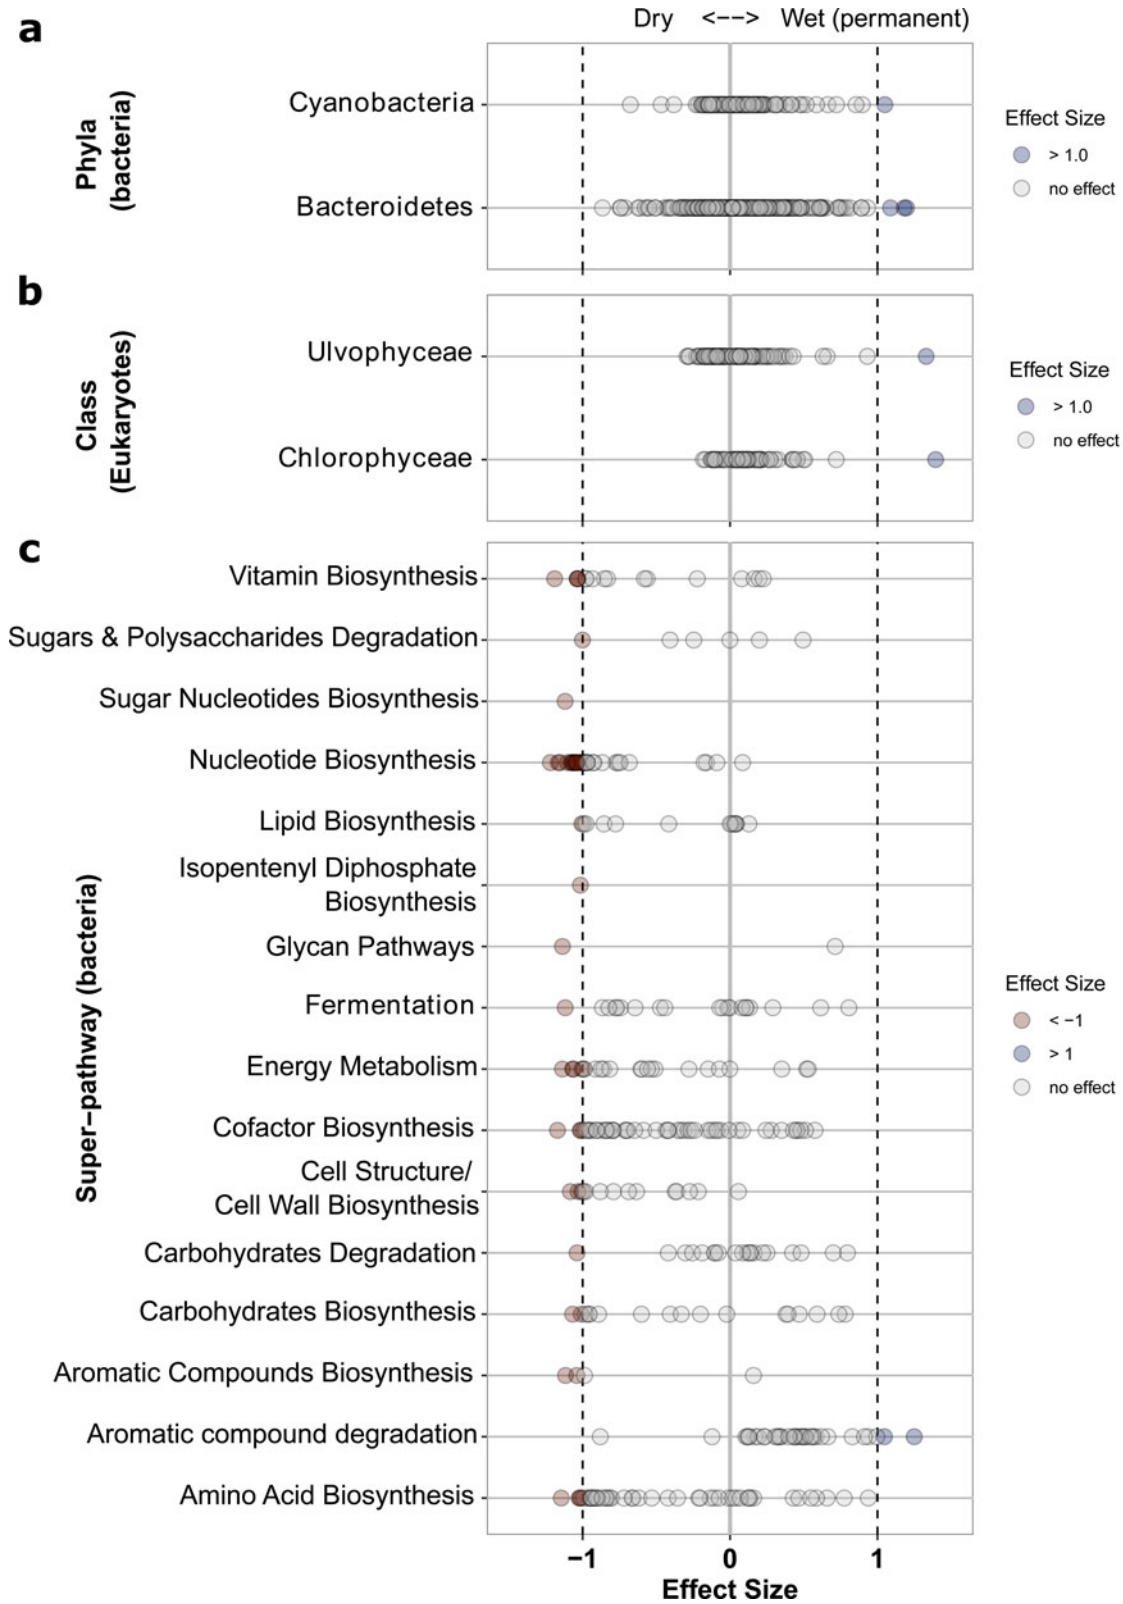 a
Dry <--> Wet (permanent)
Phyla
(bacteria)
Cyanobacteria
Bacteroidetes
Effect Size
> 1.0
no effect
b
Class
(Eukaryotes)
Ulvophyceae
Chlorophyceae
Effect Size
> 1.0
no effect
c
Super-pathway (bacteria)
Vitamin Biosynthesis
Sugars & Polysaccharides Degradation
Sugar Nucleotides Biosynthesis
Nucleotide Biosynthesis
Lipid Biosynthesis
Isopentenyl Diphosphate
Biosynthesis
Glycan Pathways
Fermentation
Energy Metabolism
Cofactor Biosynthesis
Cell Structure/
Cell Wall Biosynthesis
Carbohydrates Degradation
Carbohydrates Biosynthesis
Aromatic Compounds Biosynthesis
Aromatic compound degradation
Amino Acid Biosynthesis
Effect Size
< −1
> 1
no effect
−1 0 1
Effect Size